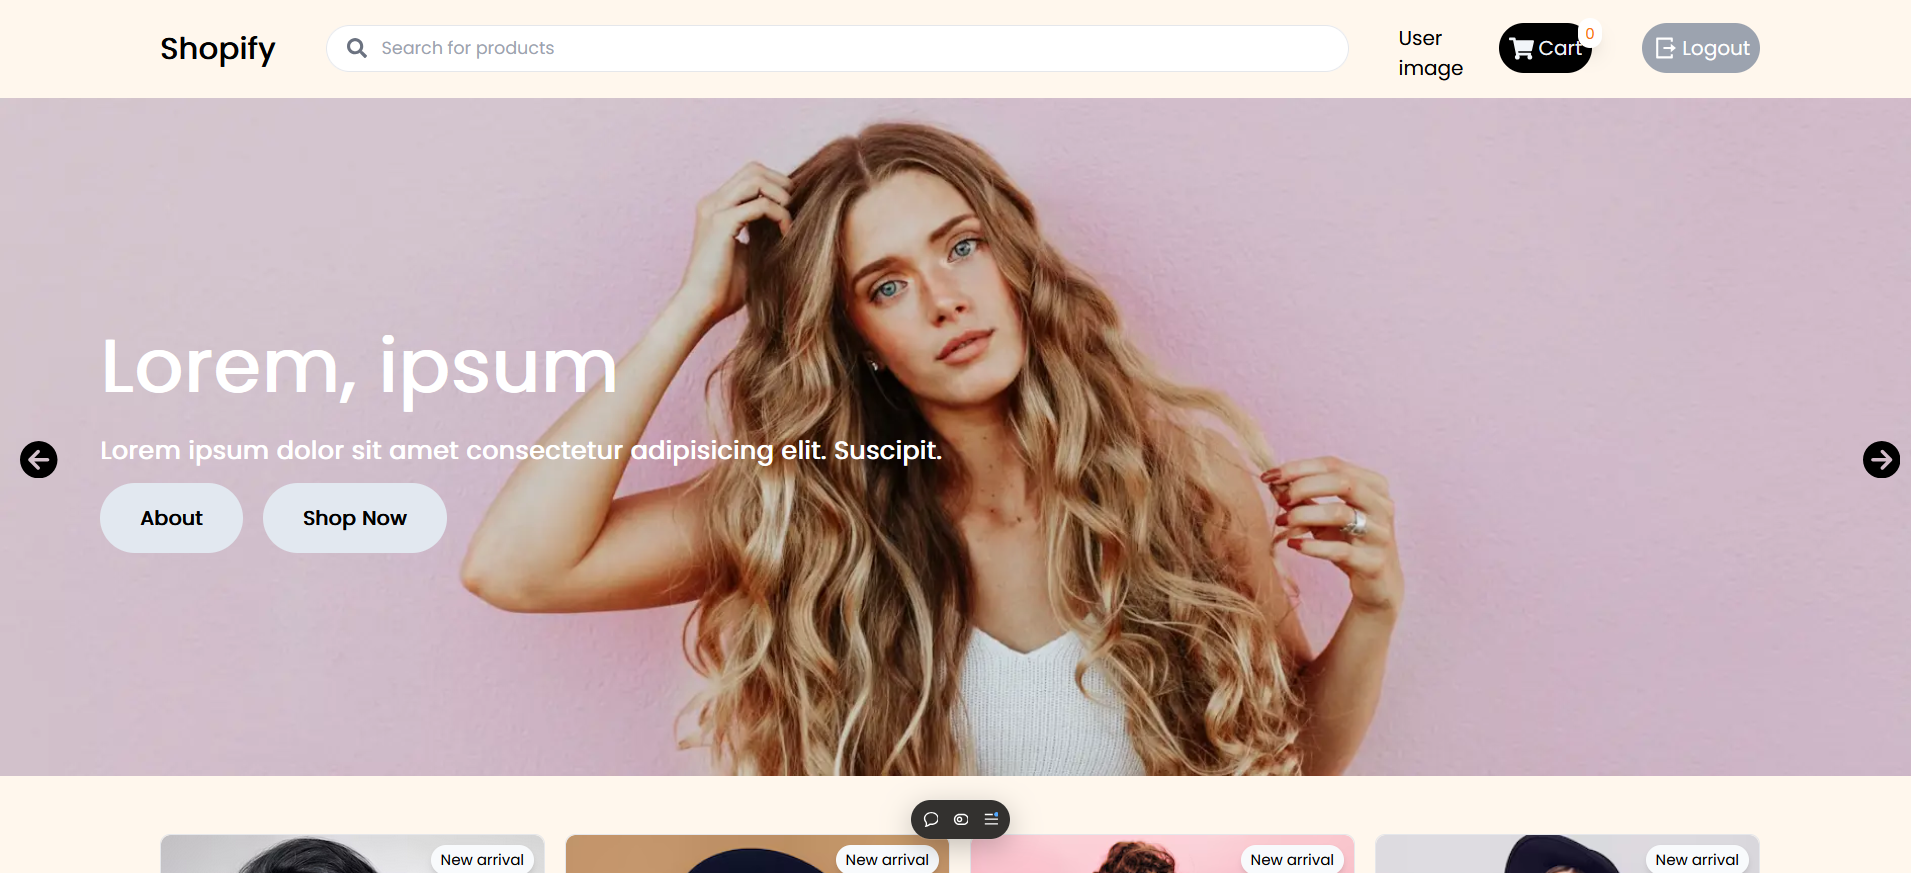 Shopify
Search for products
User
image
Cart
0
Logout
Lorem, ipsum
Lorem ipsum dolor sit amet consectetur adipisicing elit. Suscipit.
About
Shop Now
New arrival
New arrival
New arrival
New arrival